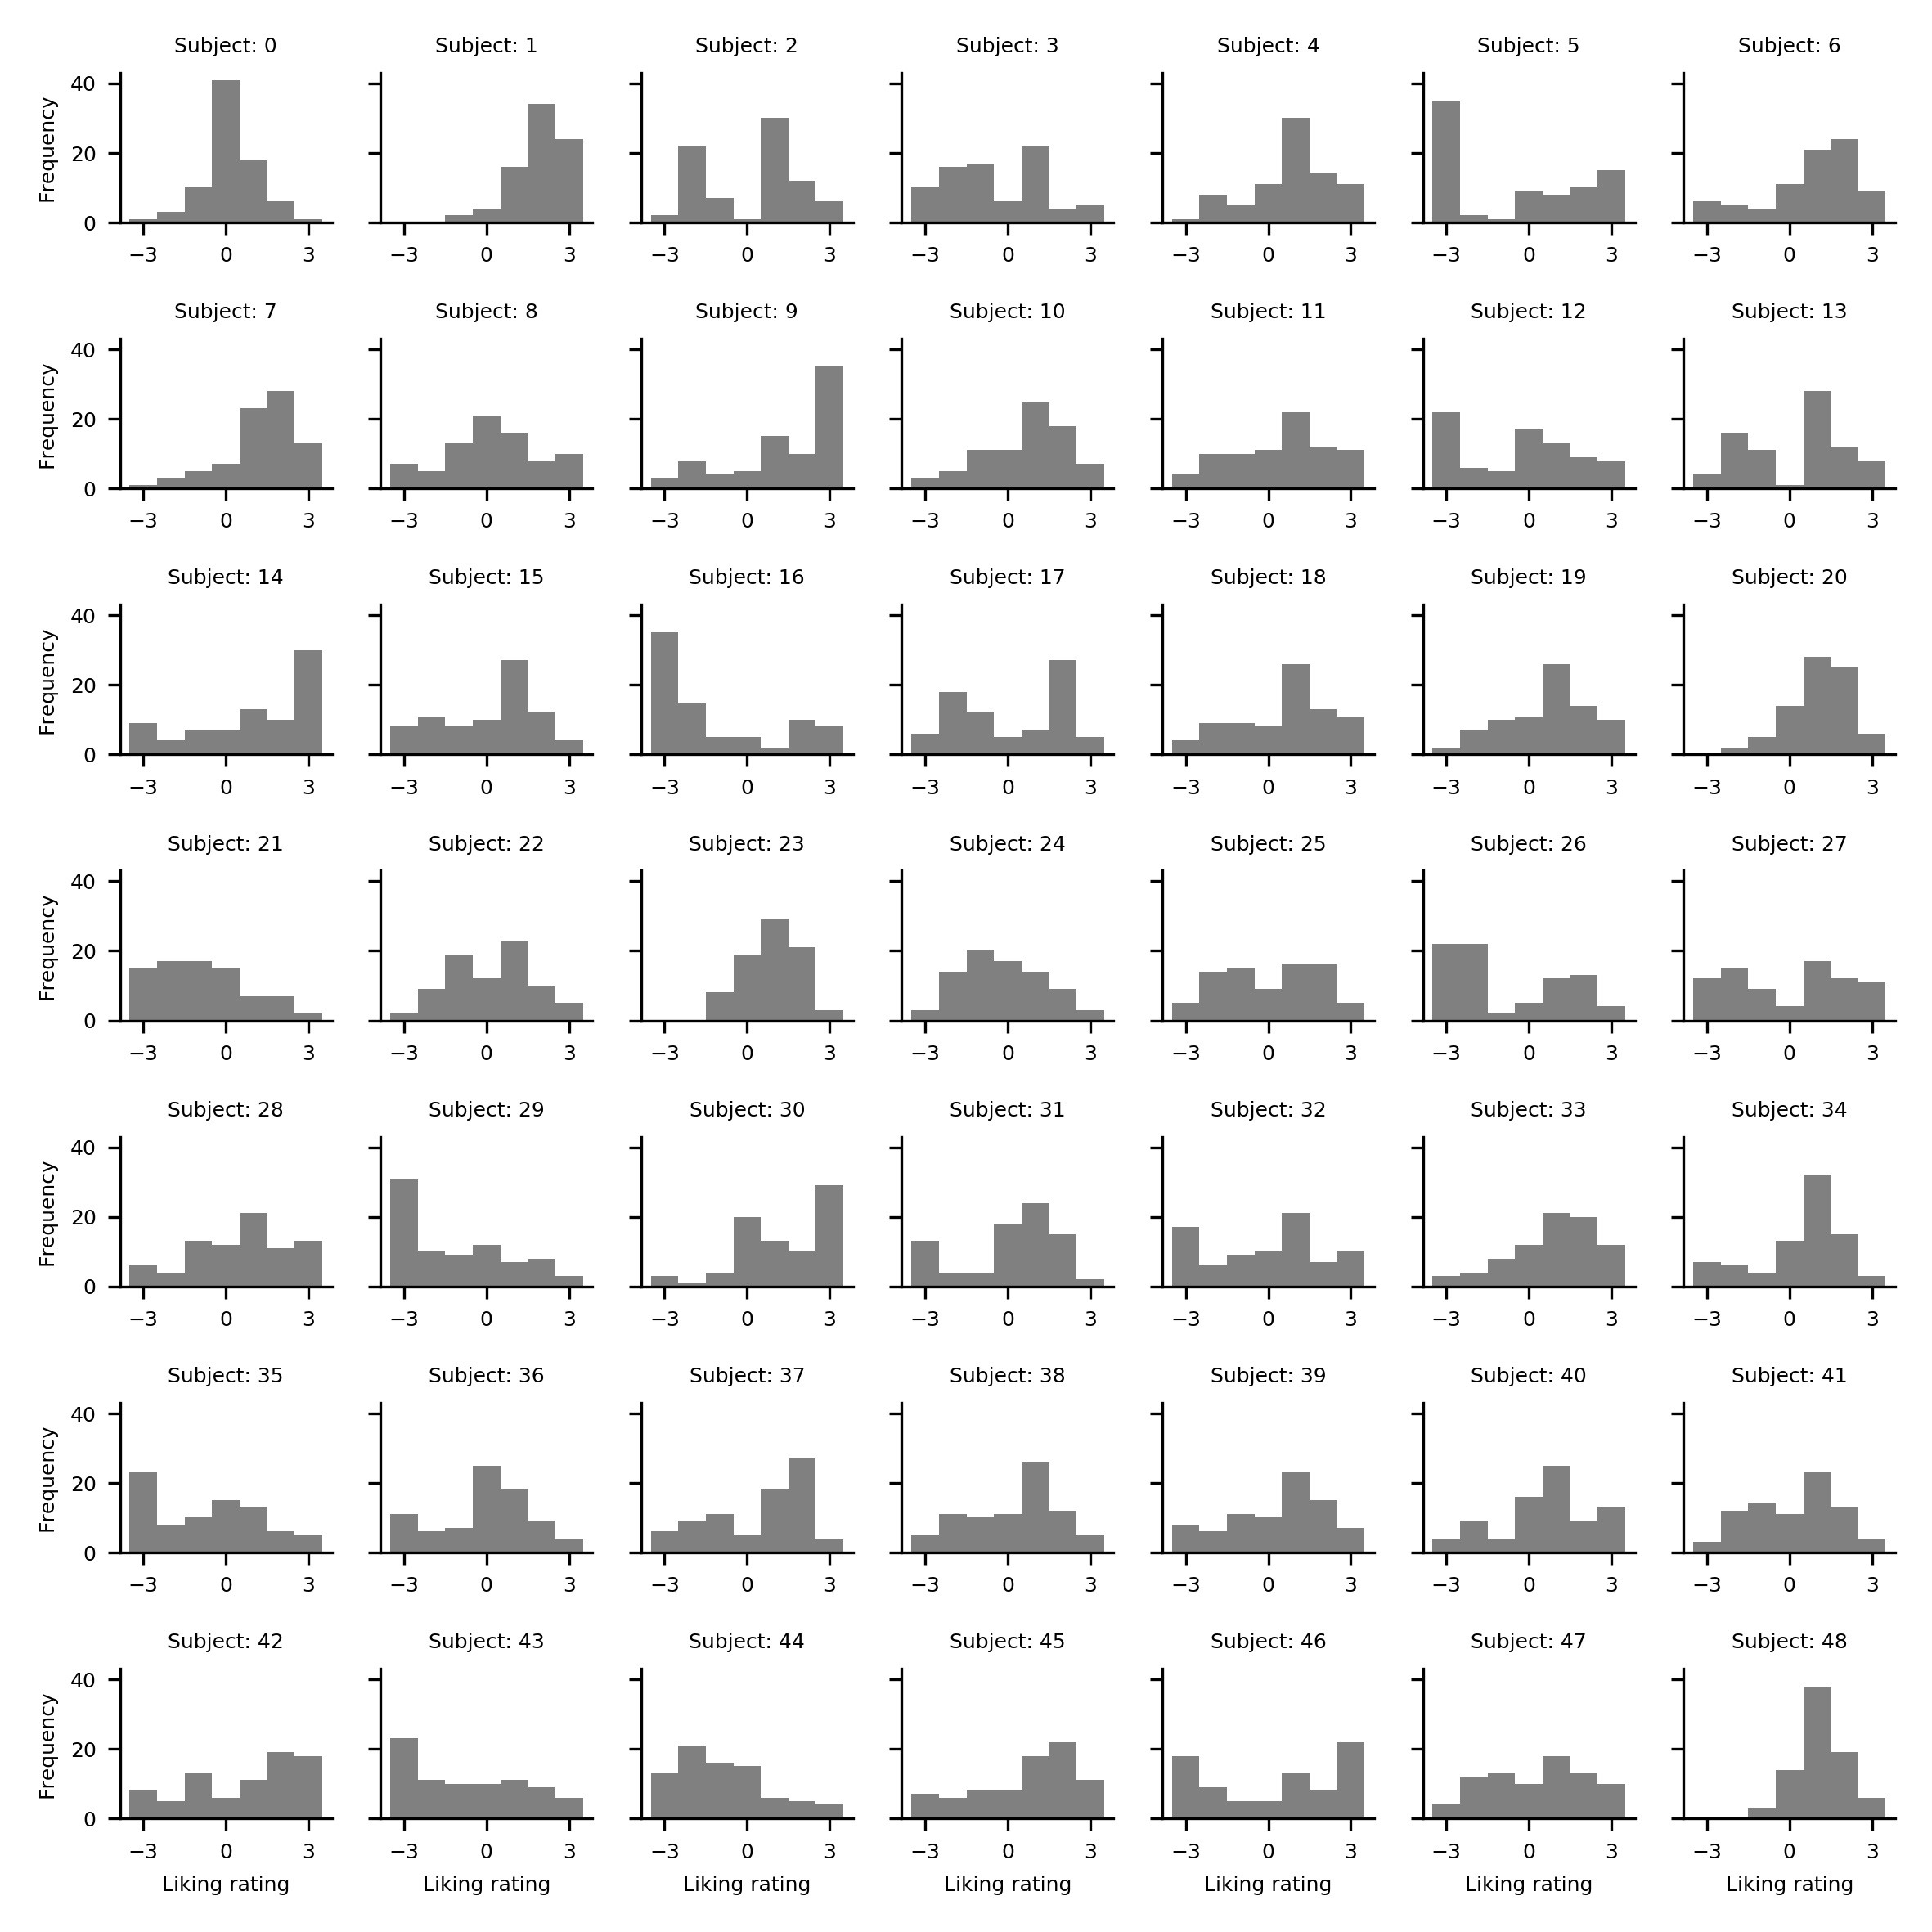 Subject: 0 Subject: 1 Subject: 2 Subject: 3 Subject: 4 Subject: 5 Subject: 6
40
20
0
Frequency
−3 0 3 −3 0 3 −3 0 3 −3 0 3 −3 0 3 −3 0 3 −3 0 3
Subject: 7 Subject: 8 Subject: 9 Subject: 10 Subject: 11 Subject: 12 Subject: 13
40
20
0
Frequency
−3 0 3 −3 0 3 −3 0 3 −3 0 3 −3 0 3 −3 0 3 −3 0 3
Subject: 14 Subject: 15 Subject: 16 Subject: 17 Subject: 18 Subject: 19 Subject: 20
40
20
0
Frequency
−3 0 3 −3 0 3 −3 0 3 −3 0 3 −3 0 3 −3 0 3 −3 0 3
Subject: 21 Subject: 22 Subject: 23 Subject: 24 Subject: 25 Subject: 26 Subject: 27
40
20
0
Frequency
−3 0 3 −3 0 3 −3 0 3 −3 0 3 −3 0 3 −3 0 3 −3 0 3
Subject: 28 Subject: 29 Subject: 30 Subject: 31 Subject: 32 Subject: 33 Subject: 34
40
20
0
Frequency
−3 0 3 −3 0 3 −3 0 3 −3 0 3 −3 0 3 −3 0 3 −3 0 3
Subject: 35 Subject: 36 Subject: 37 Subject: 38 Subject: 39 Subject: 40 Subject: 41
40
20
0
Frequency
−3 0 3 −3 0 3 −3 0 3 −3 0 3 −3 0 3 −3 0 3 −3 0 3
Subject: 42 Subject: 43 Subject: 44 Subject: 45 Subject: 46 Subject: 47 Subject: 48
40
20
0
Frequency
−3 0 3 −3 0 3 −3 0 3 −3 0 3 −3 0 3 −3 0 3 −3 0 3
Liking rating Liking rating Liking rating Liking rating Liking rating Liking rating Liking rating